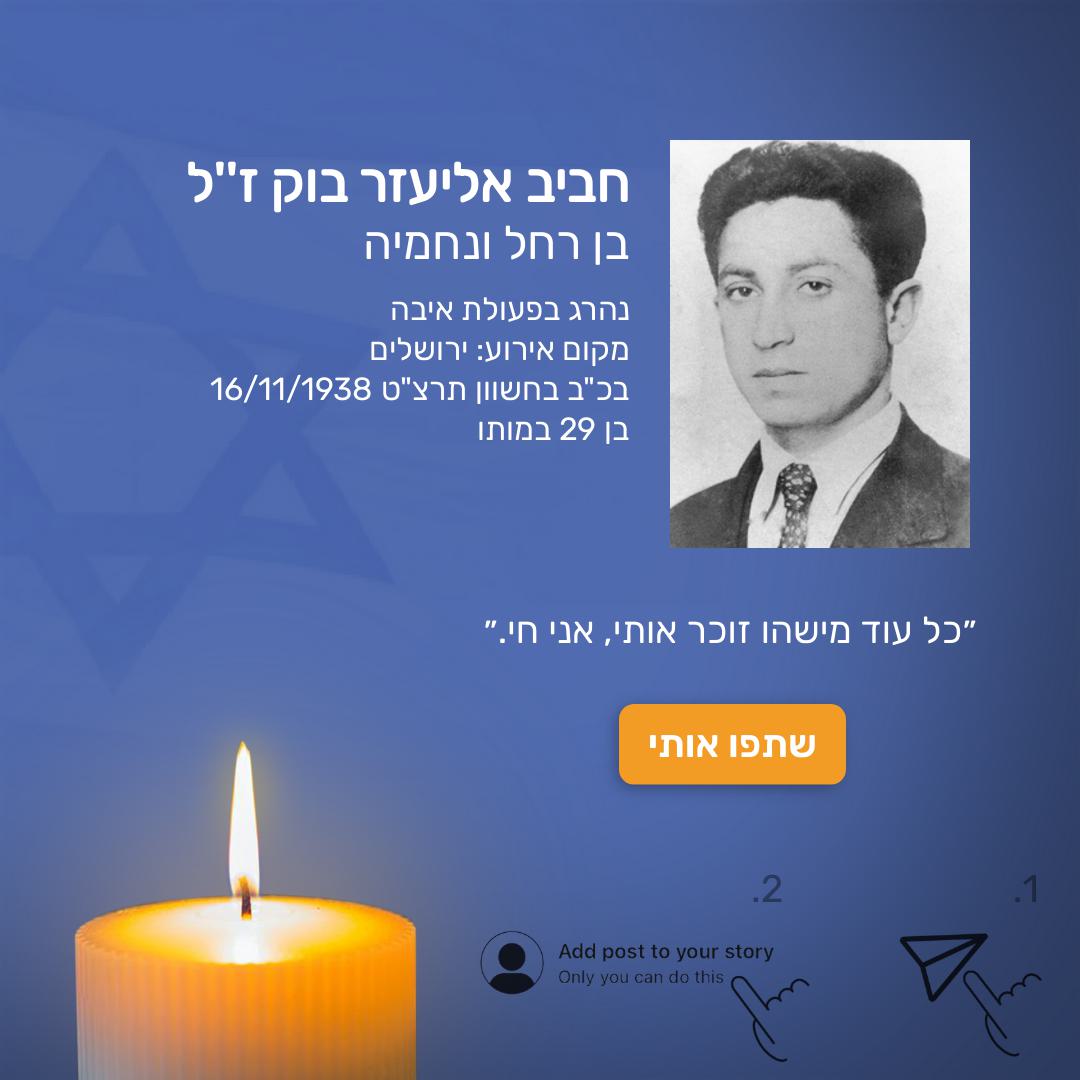 חביב אליעזר בוק ז"ל
בן רחל ונחמיה
נהרג בפעולת איבה
מקום אירוע: ירושלים
בכ"ב בחשוון תרצ"ט 16/11/1938
בן 29 במותו
״כל עוד מישהו זוכר אותי, אני חי.״
שתפו אותי
1.
2.
Add post to your story
Only you can do this